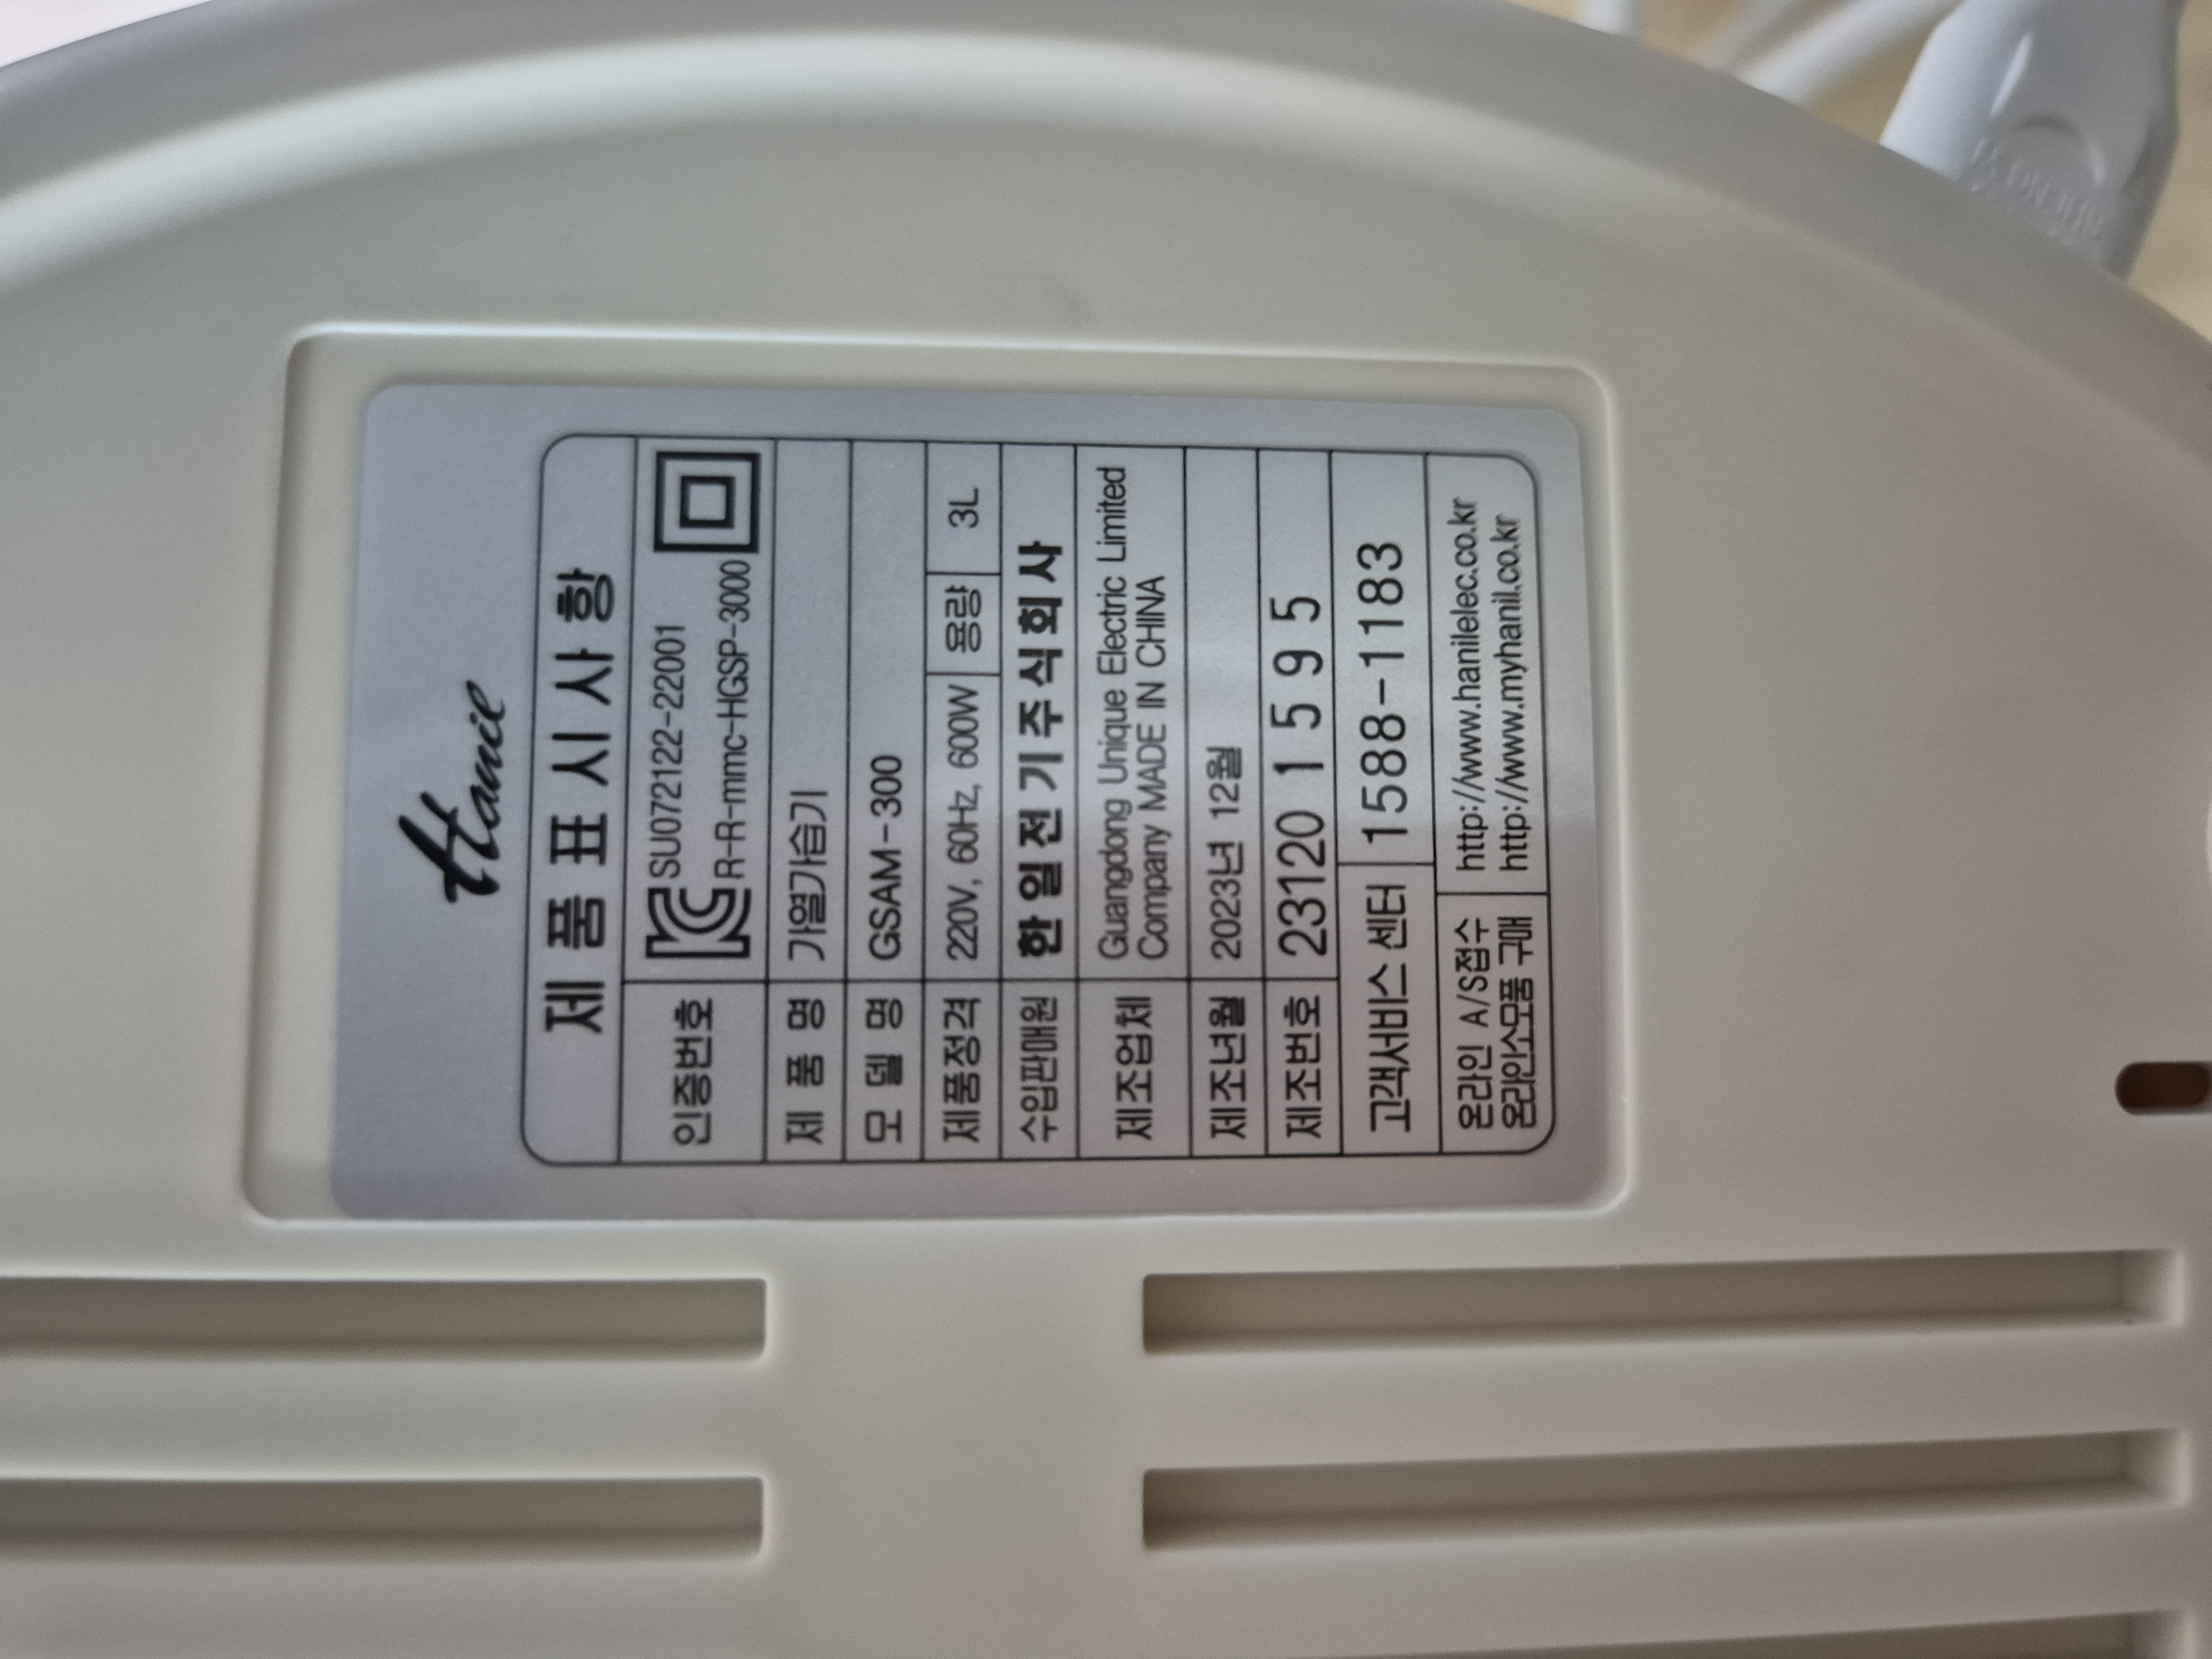 Hanil
제 품 표 시 사 항
인증번호 SU072122-22001
R-R-mmc-HGSP-3000
제 품 명 가열가습기
모 델 명 GSAM-300
제품정격 220V, 60Hz, 600W 용량 3L
수입판매원 한일전기주식회사
제조업체 Guangdong Unique Electric Limited
Company MADE IN CHINA
제조년월 2023년 12월
제조번호 23120 1 5 9 5
고객서비스 센터 1588-1183
온라인 A/S접수 http://www.hanilelec.co.kr
온라인소모품 구매 http://www.myhanil.co.kr